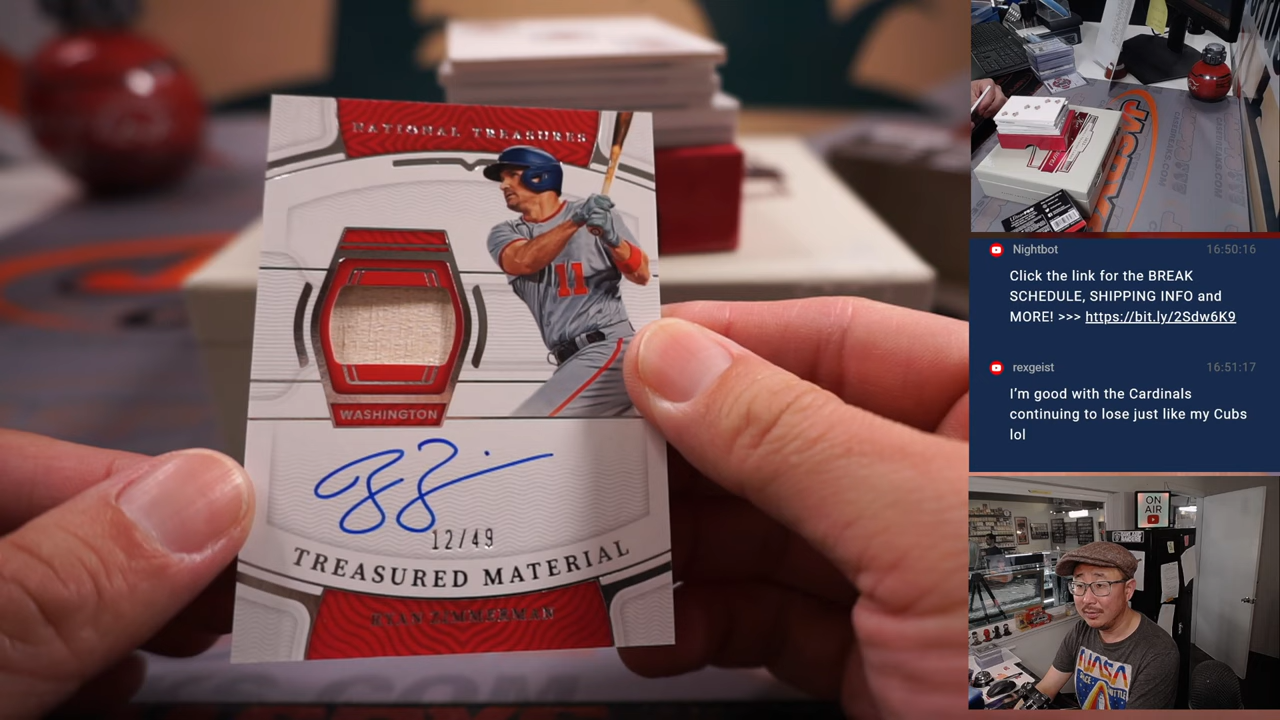 NATIONAL TREASURES
11
WASHINGTON
12/49
TREASURED MATERIAL
RYAN ZIMMERMAN
Nightbot 16:50:16
Click the link for the BREAK
SCHEDULE, SHIPPING INFO and
MORE! >>> https://bit.ly/2Sdw6K9
rexgeist 16:51:17
I'm good with the Cardinals
continuing to lose just like my Cubs
lol
ON
AIR
NASA